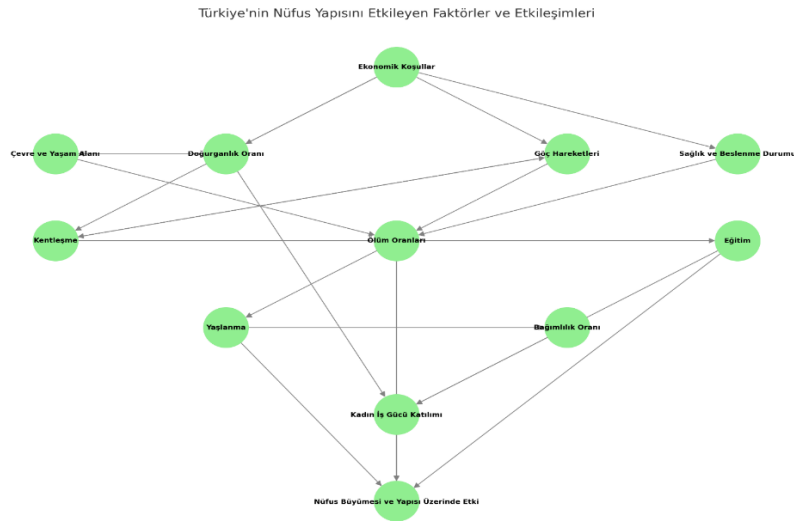 Türkiye'nin Nüfus Yapısını Etkileyen Faktörler ve Etkileşimleri
Ekonomik Koşullar
Çevre ve Yaşam Alanı
Doğurganlık Oranı
Göç Hareketleri
Sağlık ve Beslenme Durumu
Kentleşme
Ölüm Oranları
Eğitim
Yaşlanma
Bağımlılık Oranı
Kadın İş Gücü Katılımı
Nüfus Büyümesi ve Yapısı Üzerinde Etki